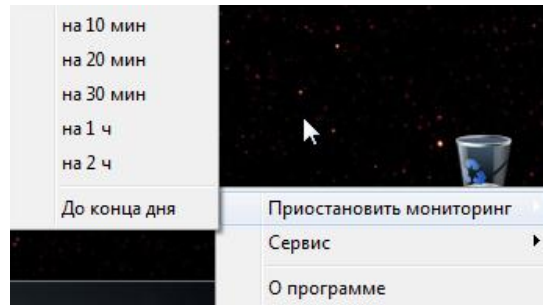 на 10 мин
на 20 мин
на 30 мин
на 1 ч
на 2 ч
До конца дня
Приостановить мониторинг
Сервис
О программе